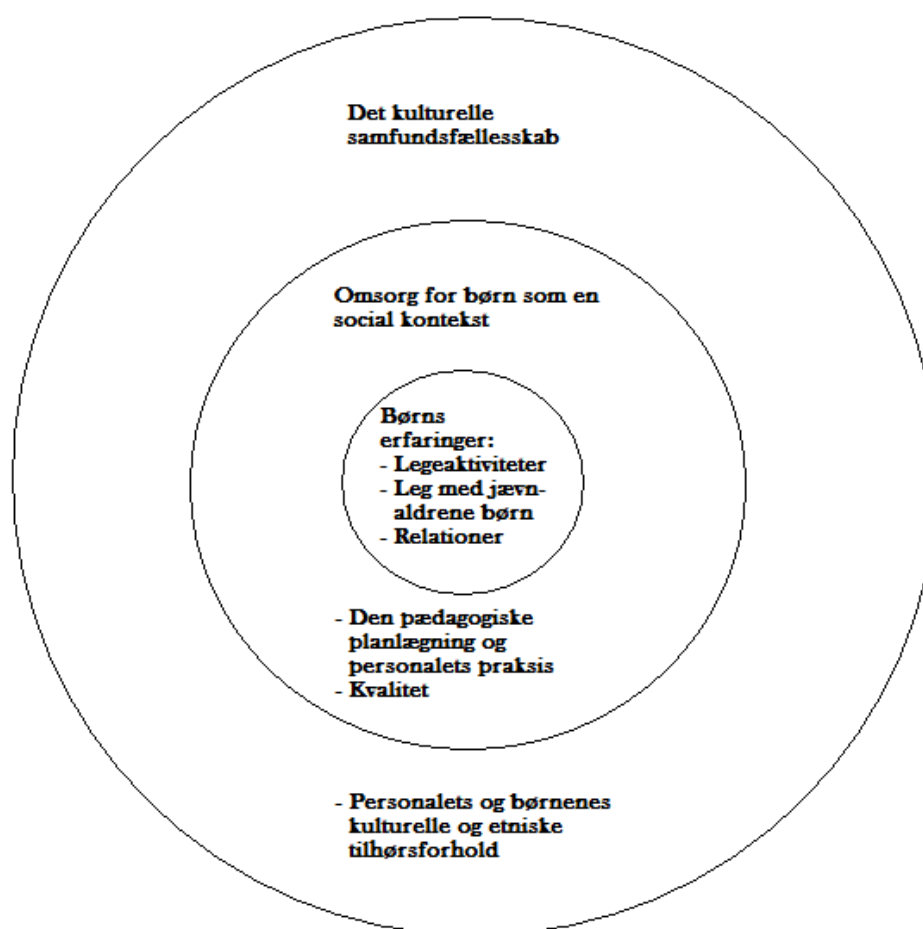 Det kulturelle
samfundsfællesskab
Omsorg for børn som en
social kontekst
Børns
erfaringer:
- Legeaktiviteter
- Leg med jævn-
aldrene børn
- Relationer
- Den pædagogiske
planlægning og
personalets praksis
- Kvalitet
- Personalets og børnenes
kulturelle og etniske
tilhørsforhold